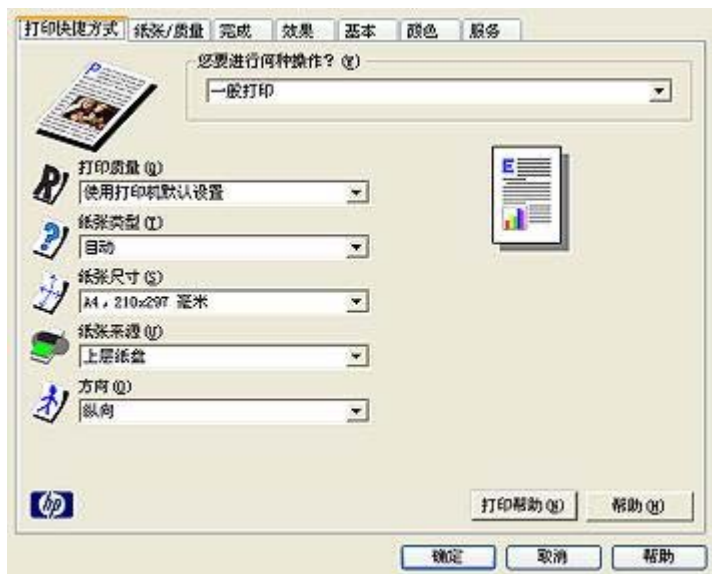 打印快捷方式 纸张/质量 完成 效果 基本 颜色 服务
您要进行何种操作? (Y)
一般打印
打印质量(Q)
使用打印机默认设置
纸张类型(T)
自动
纸张尺寸(S)
A4,210x297 毫米
纸张来源(U)
上层纸盒
方向(O)
纵向
hp
打印帮助(N) 帮助(H)
确定 取消 帮助
P
R
E